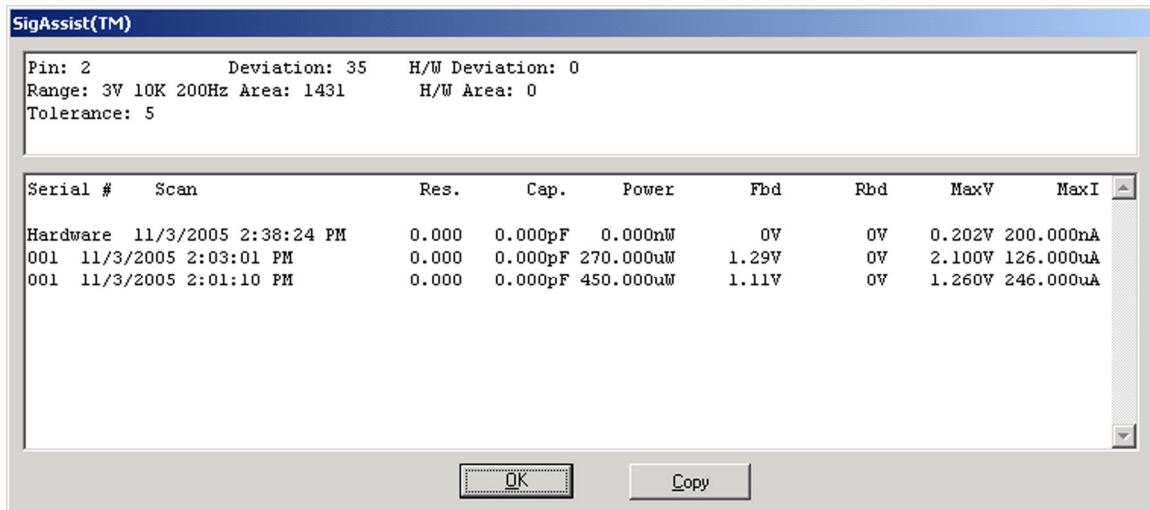 SigAssist(TM)
Pin: 2 Deviation: 35 H/W Deviation: 0
Range: 3V 10K 200Hz Area: 1431 H/W Area: 0
Tolerance: 5
Serial # Scan Res. Cap. Power Fbd Rbd MaxV MaxI
Hardware 11/3/2005 2:38:24 PM 0.000 0.000pF 0.000nW 0V 0V 0.202V 200.000nA
001 11/3/2005 2:03:01 PM 0.000 0.000pF 270.000uW 1.29V 0V 2.100V 126.000uA
001 11/3/2005 2:01:10 PM 0.000 0.000pF 450.000uW 1.11V 0V 1.260V 246.000uA
OK Copy